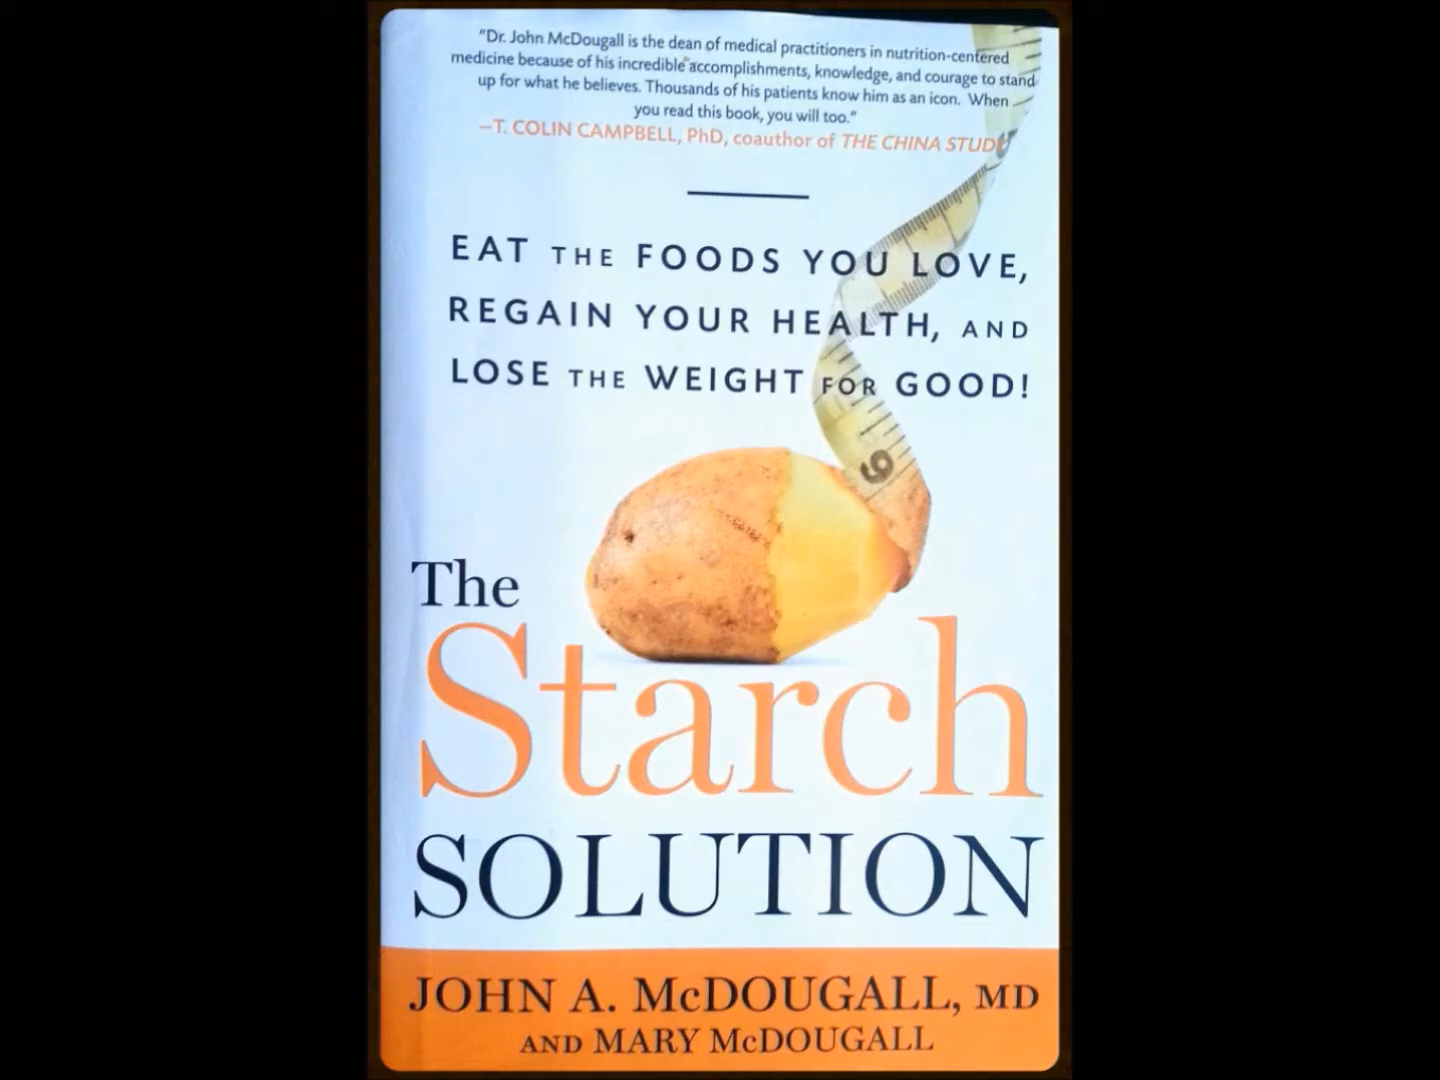 "Dr. John McDougall is the dean of medical practitioners in nutrition-centered
medicine because of his incredible accomplishments, knowledge, and courage to stand
up for what he believes. Thousands of his patients know him as an icon. When
you read this book, you will too."
—T. COLIN CAMPBELL, PhD, coauthor of THE CHINA STUDY
EAT THE FOODS YOU LOVE,
REGAIN YOUR HEALTH, AND
LOSE THE WEIGHT FOR GOOD!
9
The
Starch
SOLUTION
JOHN A. McDOUGALL, MD
AND MARY McDOUGALL